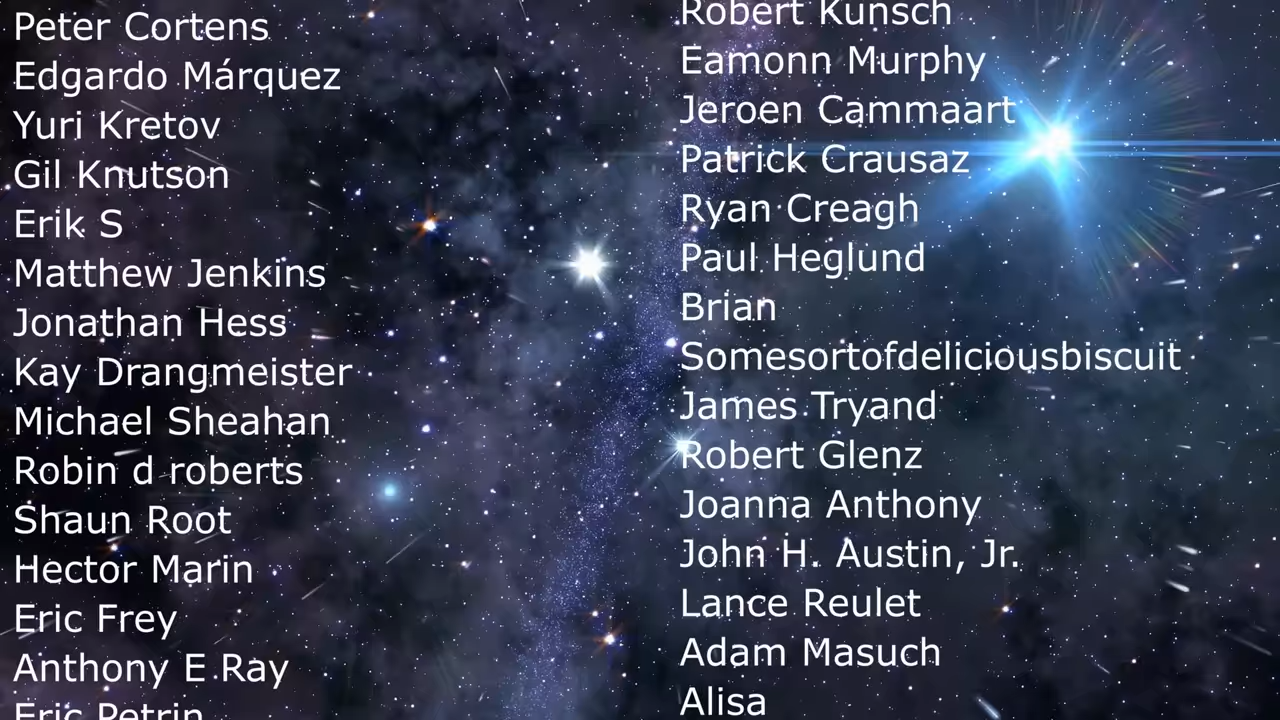 Peter Cortens
Edgardo Márquez
Yuri Kretov
Gil Knutson
Erik S
Matthew Jenkins
Jonathan Hess
Kay Drangmeister
Michael Sheahan
Robin d roberts
Shaun Root
Hector Marin
Eric Frey
Anthony E Ray
Eric Petrin
Robert Kunsch
Eamonn Murphy
Jeroen Cammaart
Patrick Crausaz
Ryan Creagh
Paul Heglund
Brian
Somesortofdeliciousbiscuit
James Tryand
Robert Glenz
Joanna Anthony
John H. Austin, Jr.
Lance Reulet
Adam Masuch
Alisa